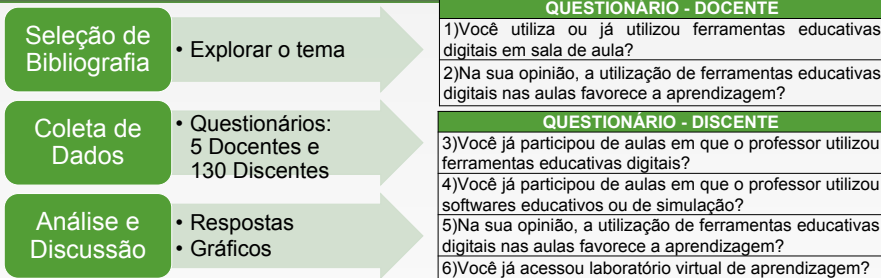 Seleção de
Bibliografia
• Explorar o tema
Coleta de
Dados
• Questionários:
5 Docentes e
130 Discentes
Análise e
Discussão
• Respostas
• Gráficos
QUESTIONÁRIO - DOCENTE
1)Você utiliza ou já utilizou ferramentas educativas
digitais em sala de aula?
2)Na sua opinião, a utilização de ferramentas educativas
digitais nas aulas favorece a aprendizagem?
QUESTIONÁRIO - DISCENTE
3)Você já participou de aulas em que o professor utilizou
ferramentas educativas digitais?
4)Você já participou de aulas em que o professor utilizou
softwares educativos ou de simulação?
5)Na sua opinião, a utilização de ferramentas educativas
digitais nas aulas favorece a aprendizagem?
6)Você já acessou laboratório virtual de aprendizagem?